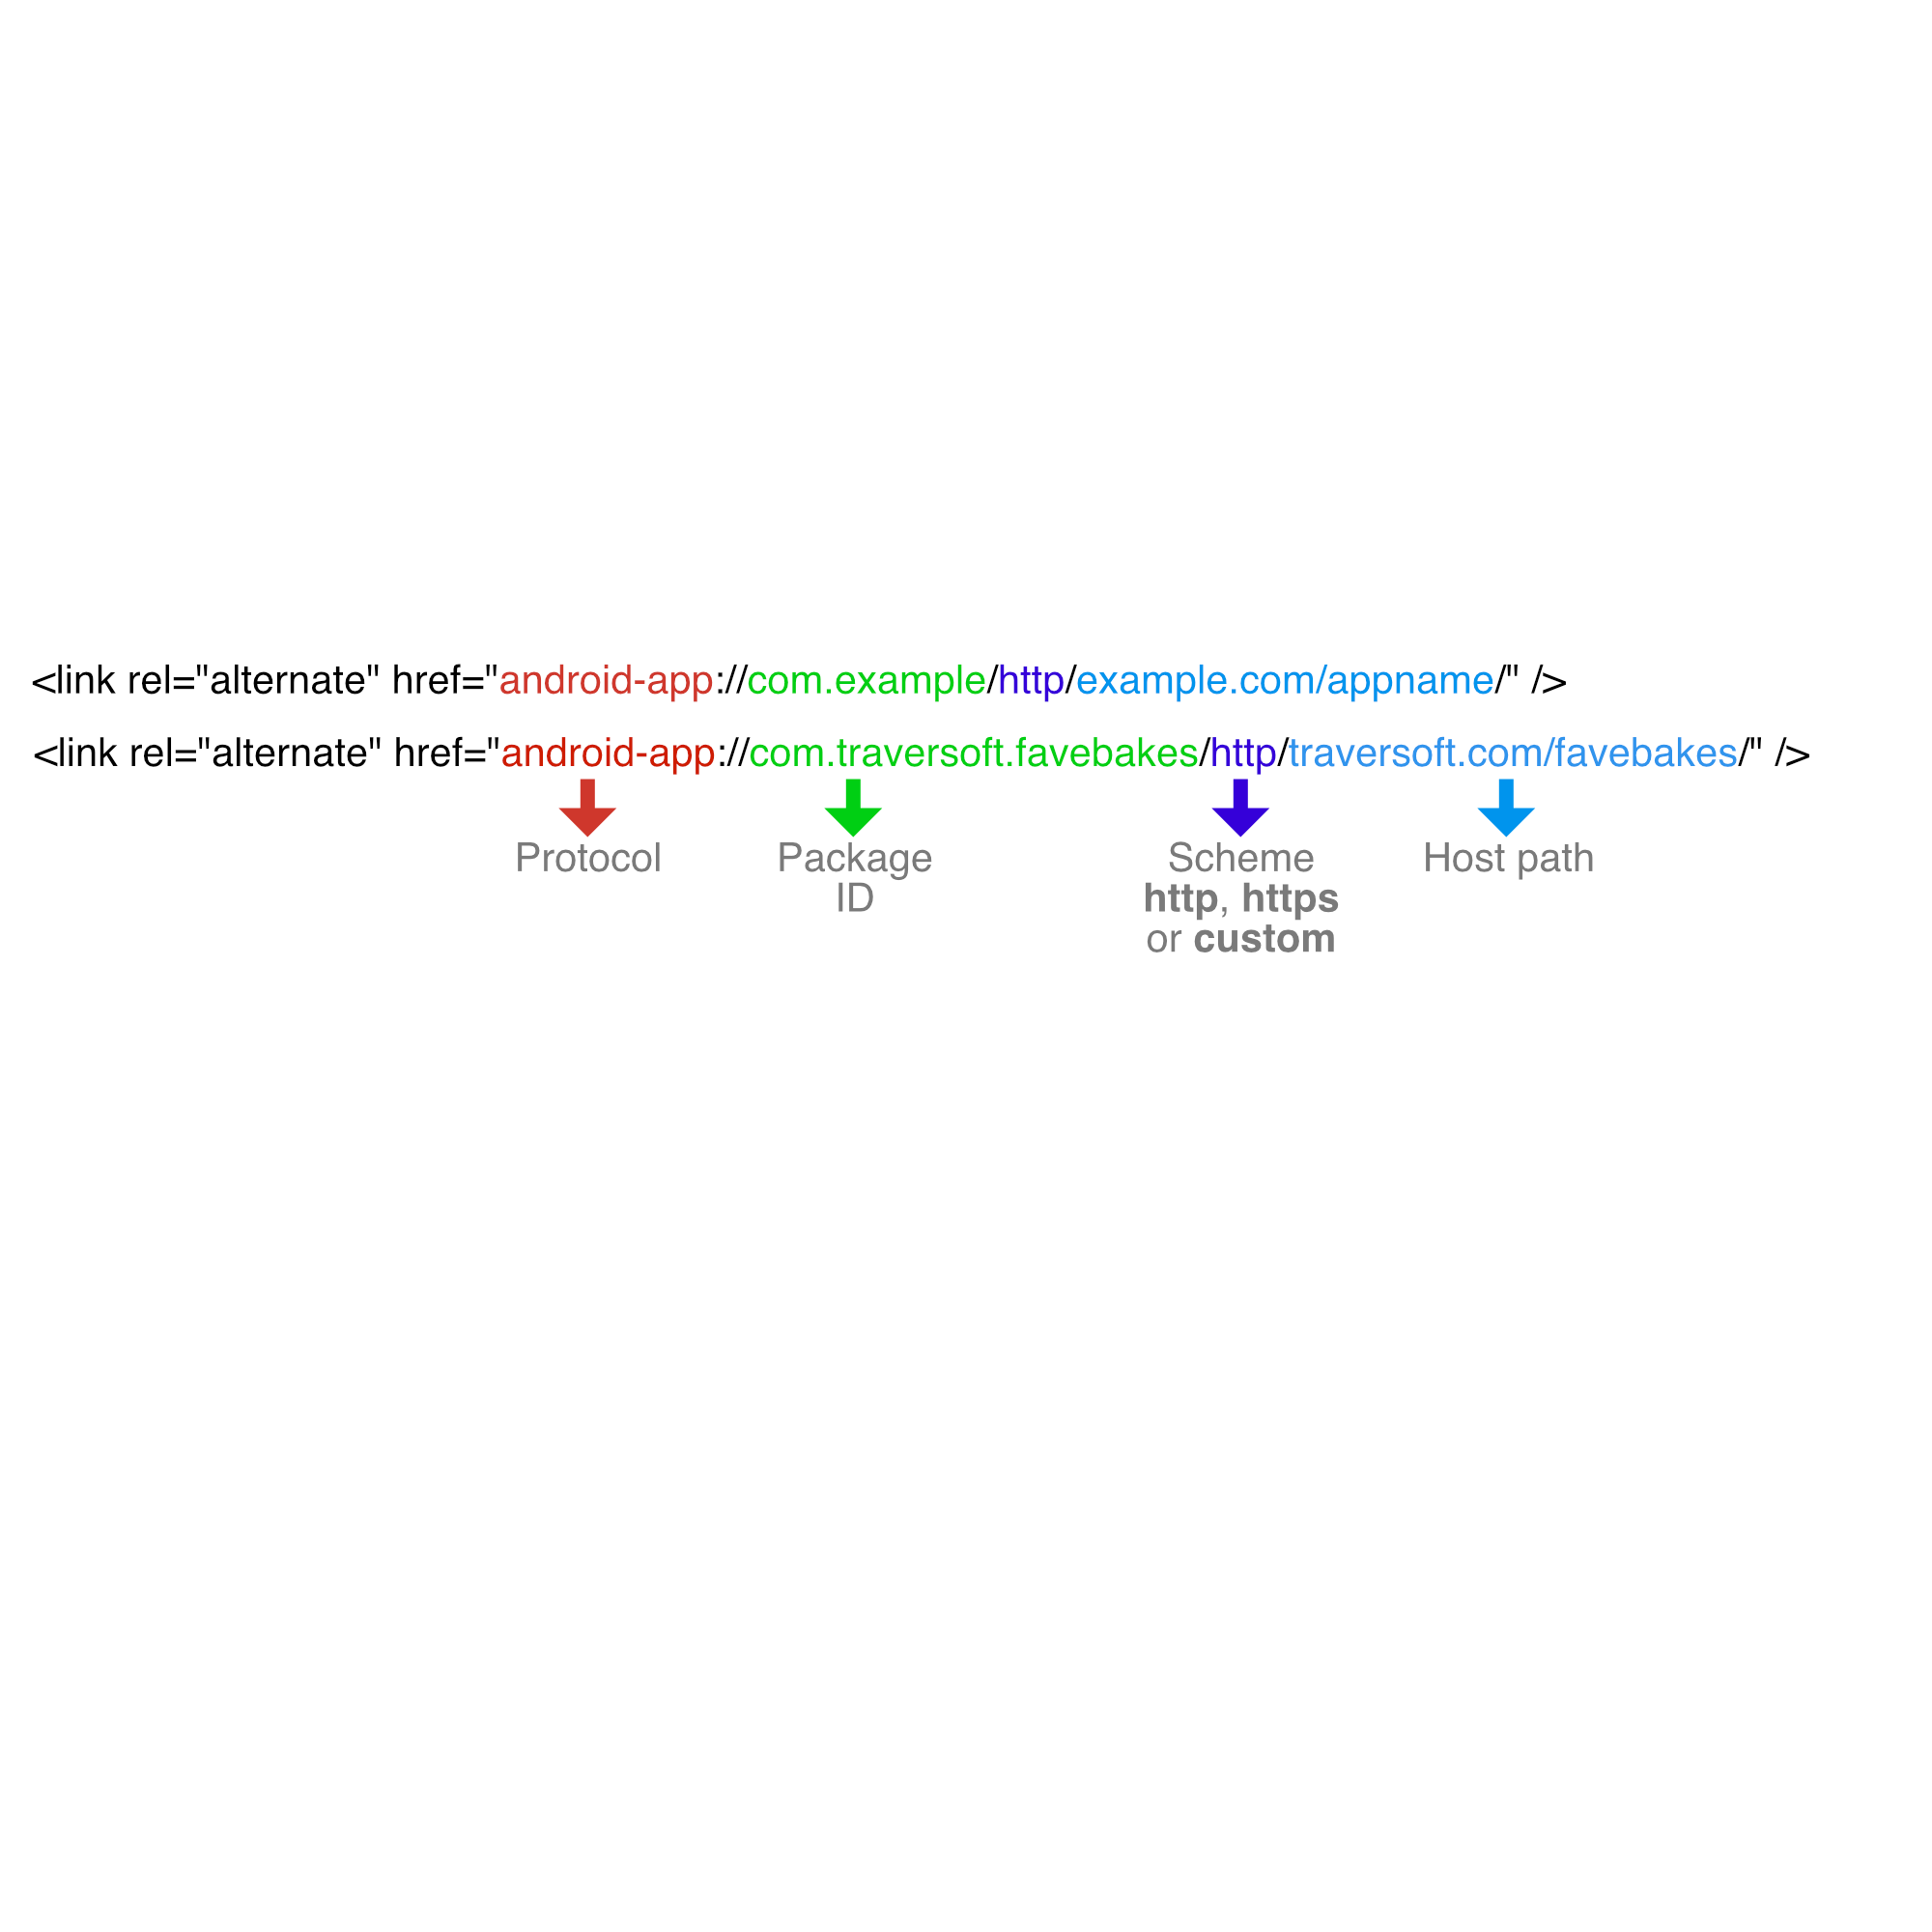 <link rel="alternate" href="android-app://com.example/http/example.com/appname/" />
<link rel="alternate" href="android-app://com.traversoft.favebakes/http/traversoft.com/favebakes/" />
Protocol
Package
ID
Scheme
http, https
or custom
Host path